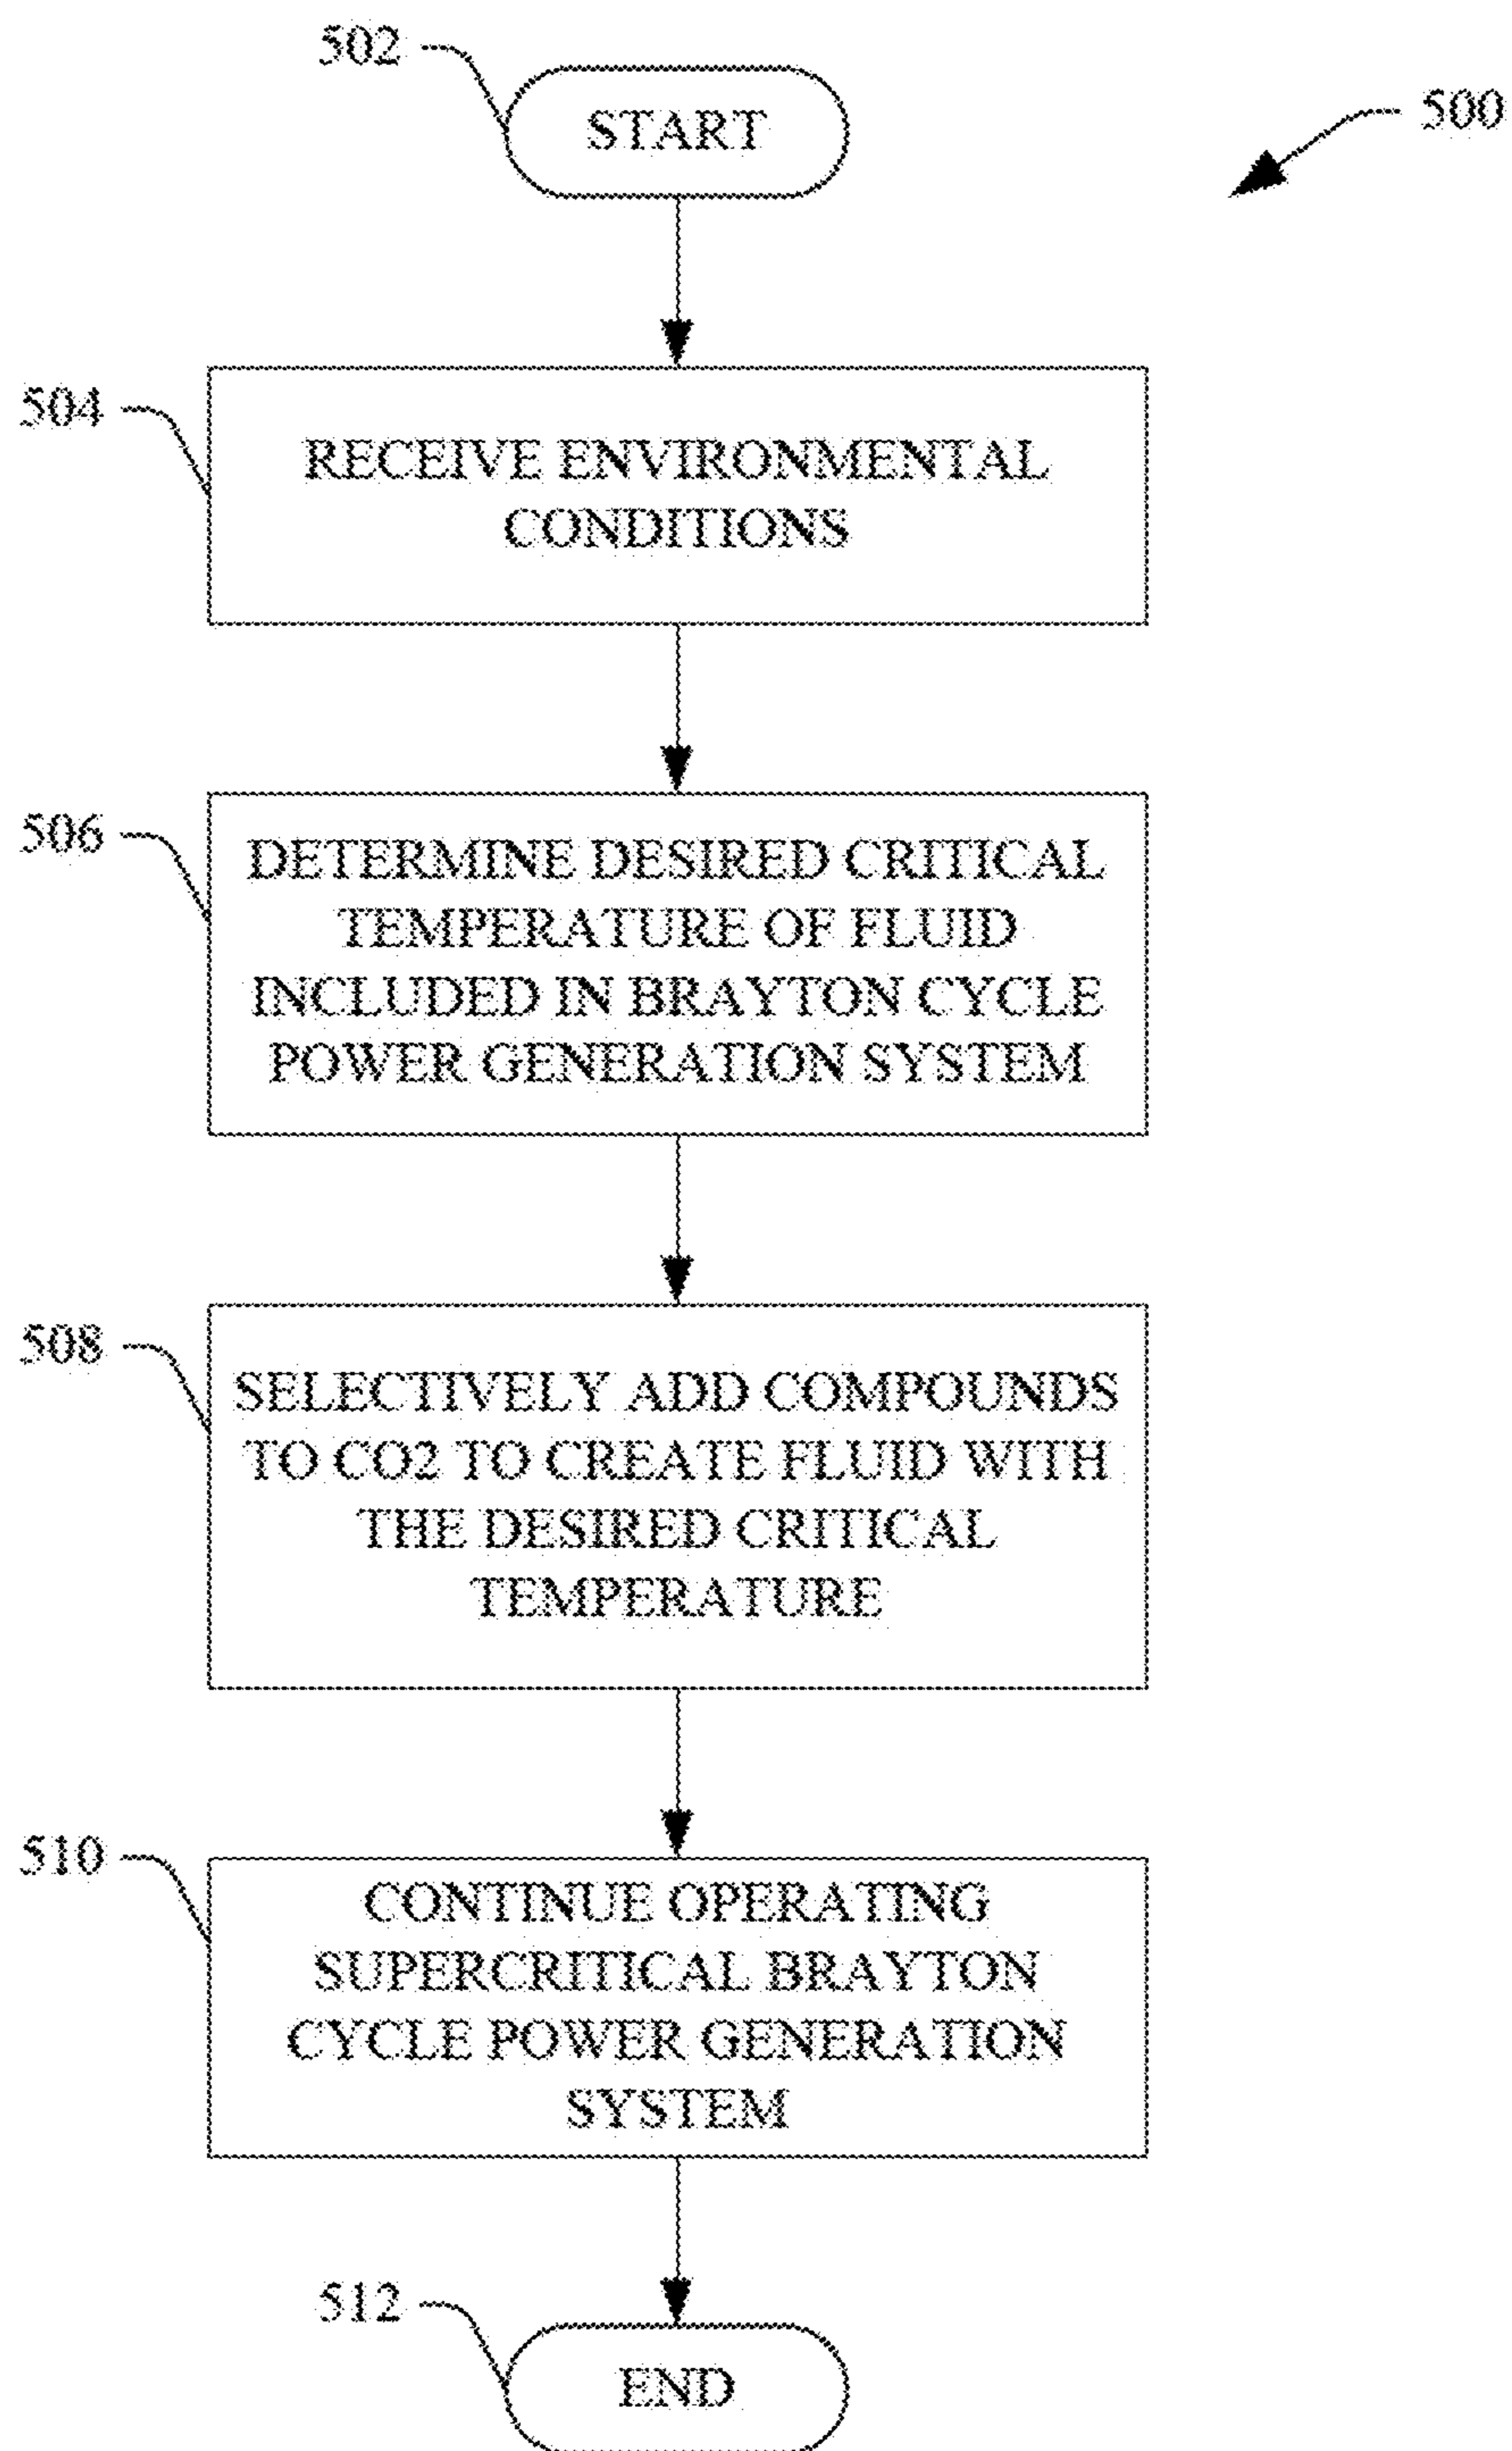 502
START
500
504
RECEIVE ENVIRONMENTAL
CONDITIONS
506
DETERMINE DESIRED CRITICAL
TEMPERATURE OF FLUID
INCLUDED IN BRAYTON CYCLE
POWER GENERATION SYSTEM
508
SELECTIVELY ADD COMPOUNDS
TO CO2 TO CREATE FLUID WITH
THE DESIRED CRITICAL
TEMPERATURE
510
CONTINUE OPERATING
SUPERCRITICAL BRAYTON
CYCLE POWER GENERATION
SYSTEM
512
END